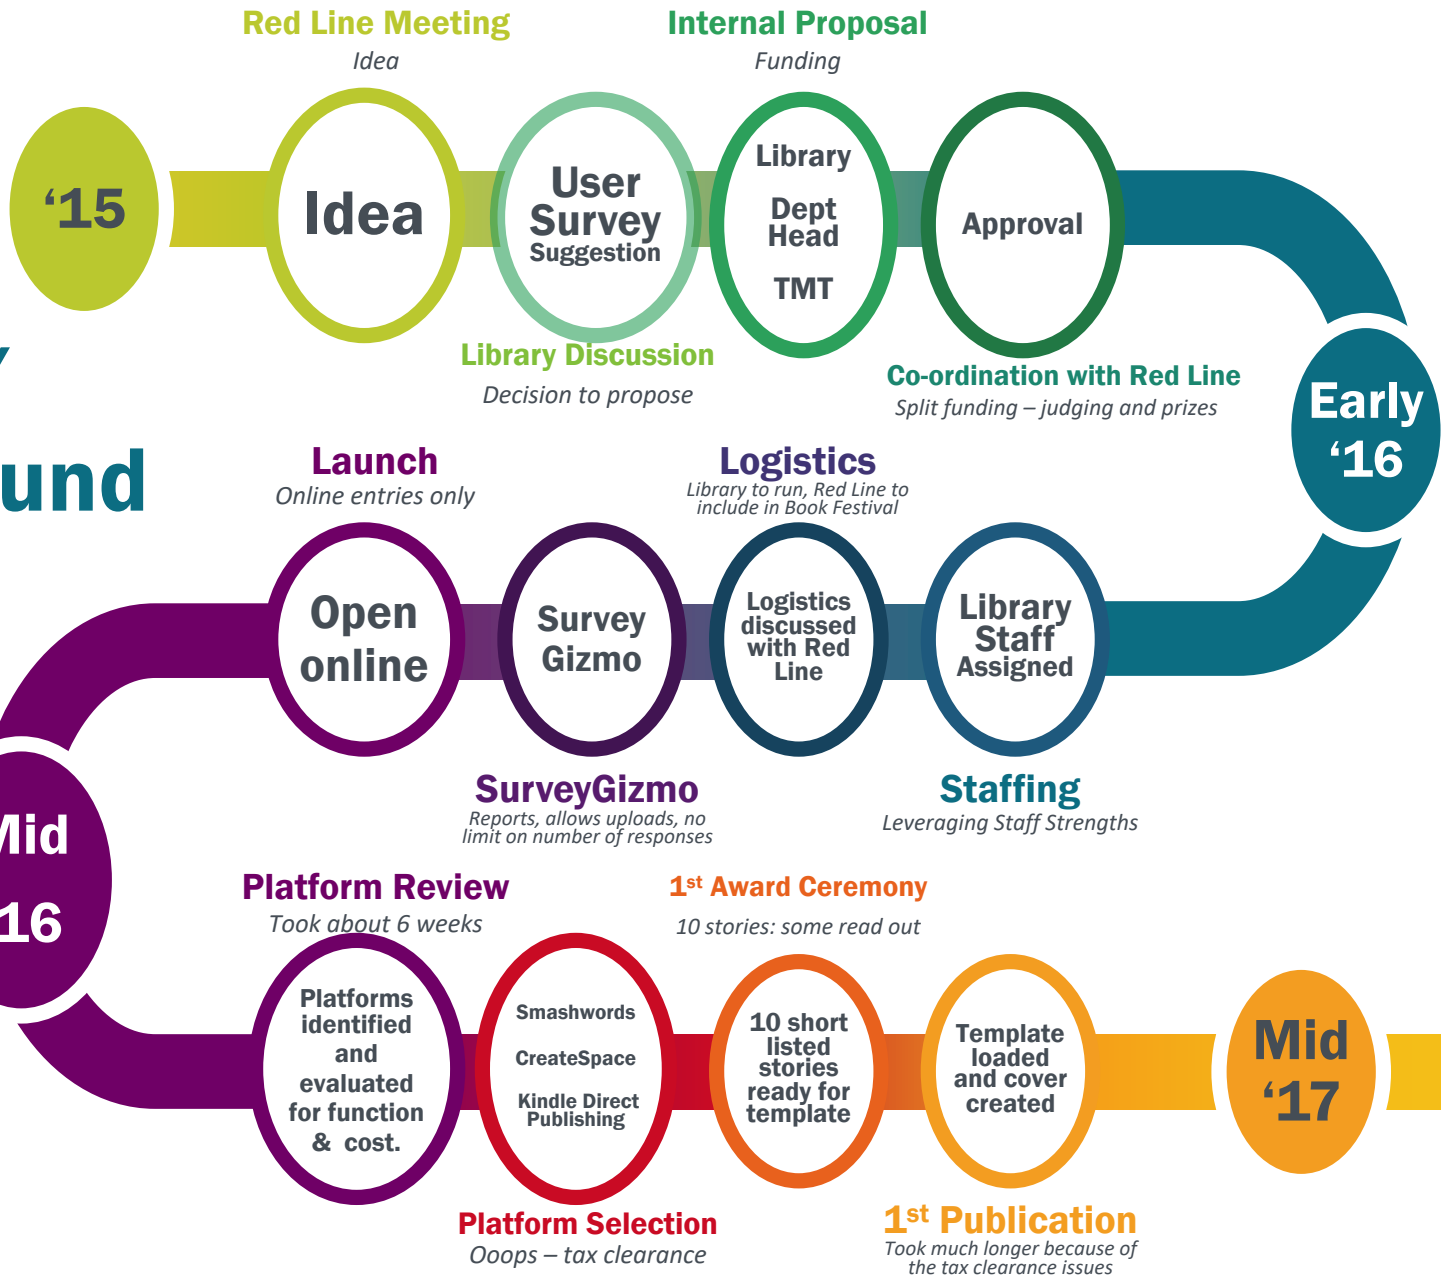 Red Line Meeting
Idea
Internal Proposal
Funding
‘15
Idea
User
Survey
Suggestion
Library
Dept
Head
TMT
Approval
Library Discussion
Decision to propose
Co-ordination with Red Line
Split funding – judging and prizes
Early
‘16
und
Launch
Online entries only
Logistics
Library to run, Red Line to
include in Book Festival
Open
online
Survey
Gizmo
Logistics
discussed
with Red
Line
Library
Staff
Assigned
SurveyGizmo
Reports, allows uploads, no
limit on number of responses
Staffing
Leveraging Staff Strengths
Mid
16
Platform Review
Took about 6 weeks
1st Award Ceremony
10 stories: some read out
Platforms
identified
and
evaluated
for function
& cost.
Smashwords
CreateSpace
Kindle Direct
Publishing
10 short
listed
stories
ready for
template
Template
loaded
and cover
created
Mid
‘17
Platform Selection
Ooops – tax clearance
1st Publication
Took much longer because of
the tax clearance issues